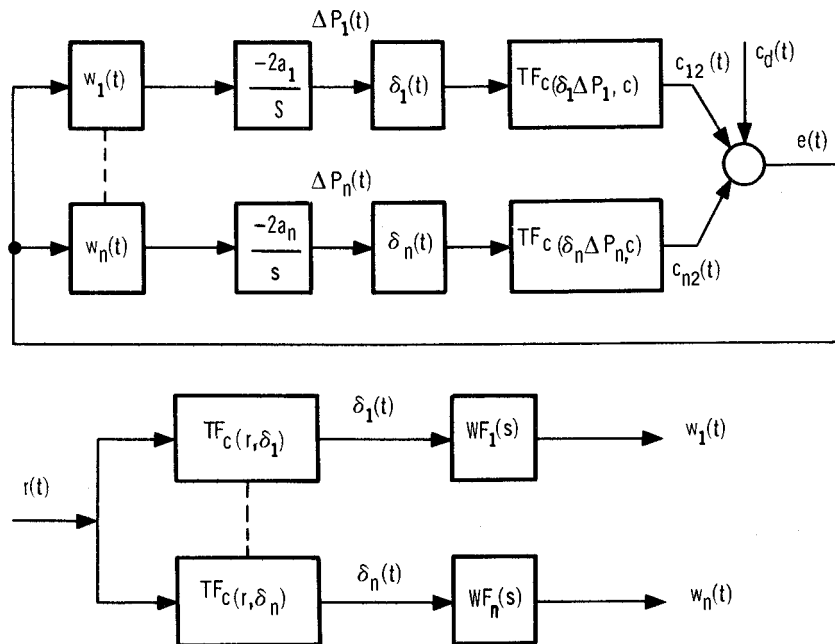 ΔP₁(t)
w₁(t)
-2a₁
S
δ₁(t)
TFc(δ₁ΔP₁, c)
c₁₂(t)
c_d(t)
e(t)
ΔPₙ(t)
wₙ(t)
-2aₙ
s
δₙ(t)
TFc(δₙΔPₙ,c)
cₙ₂(t)
r(t)
TFc(r,δ₁)
δ₁(t)
WF₁(s)
w₁(t)
TFc(r,δₙ)
δₙ(t)
WFₙ(s)
wₙ(t)